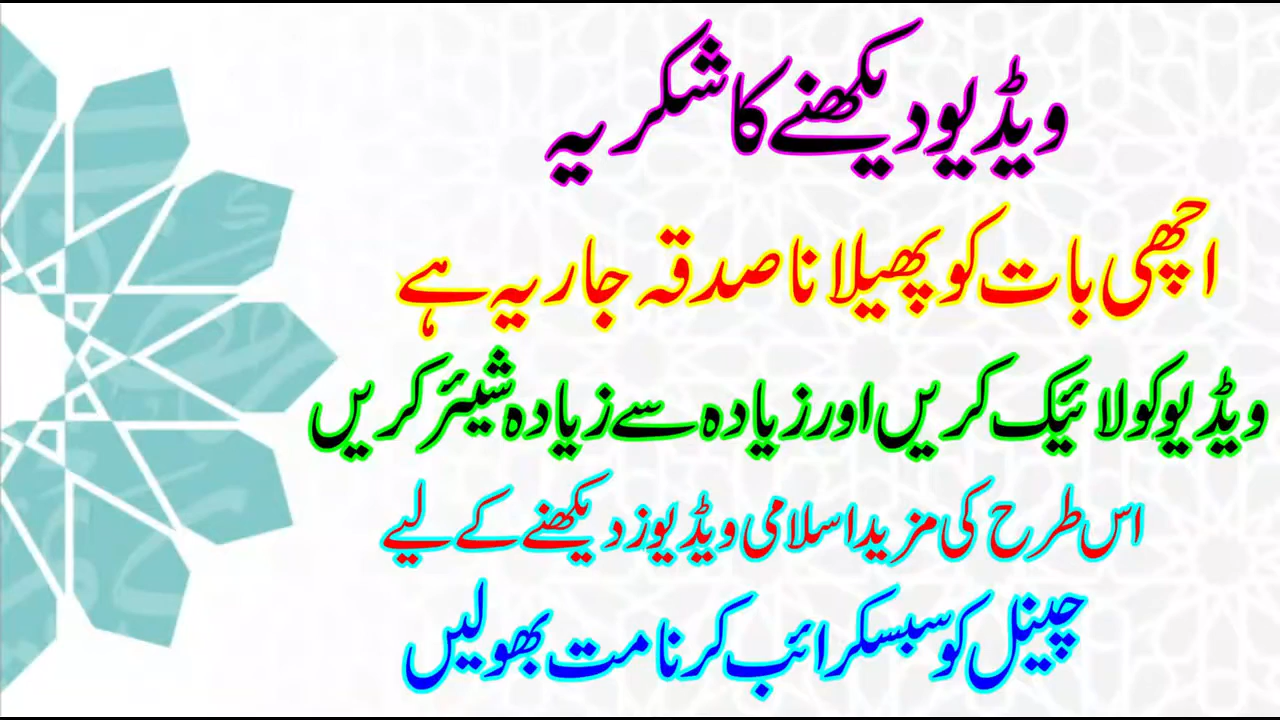 ویڈیو دیکھنے کا شکریہ
اچھی بات کو پھیلانا صدقہ جاریہ ہے
ویڈیو کو لائیک کریں اور زیادہ سے زیادہ شیئر کریں
اس طرح کی مزید اسلامی ویڈیوز دیکھنے کے لیے
چینل کو سبسکرائب کرنا مت بھولیں